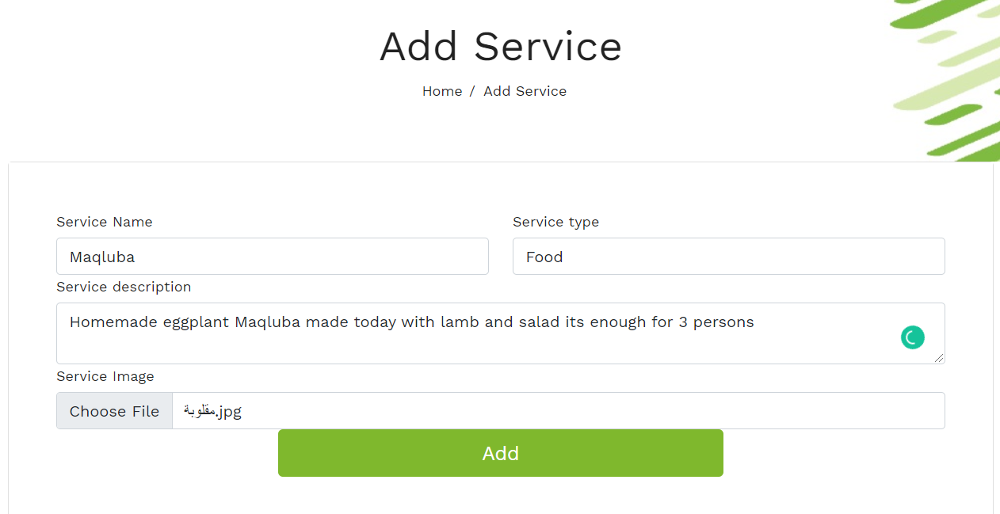 Add Service
Home / Add Service
Service Name
Service type
Maqluba
Food
Service description
Homemade eggplant Maqluba made today with lamb and salad its enough for 3 persons
Service Image
Choose File
مقلوبة.jpg
Add